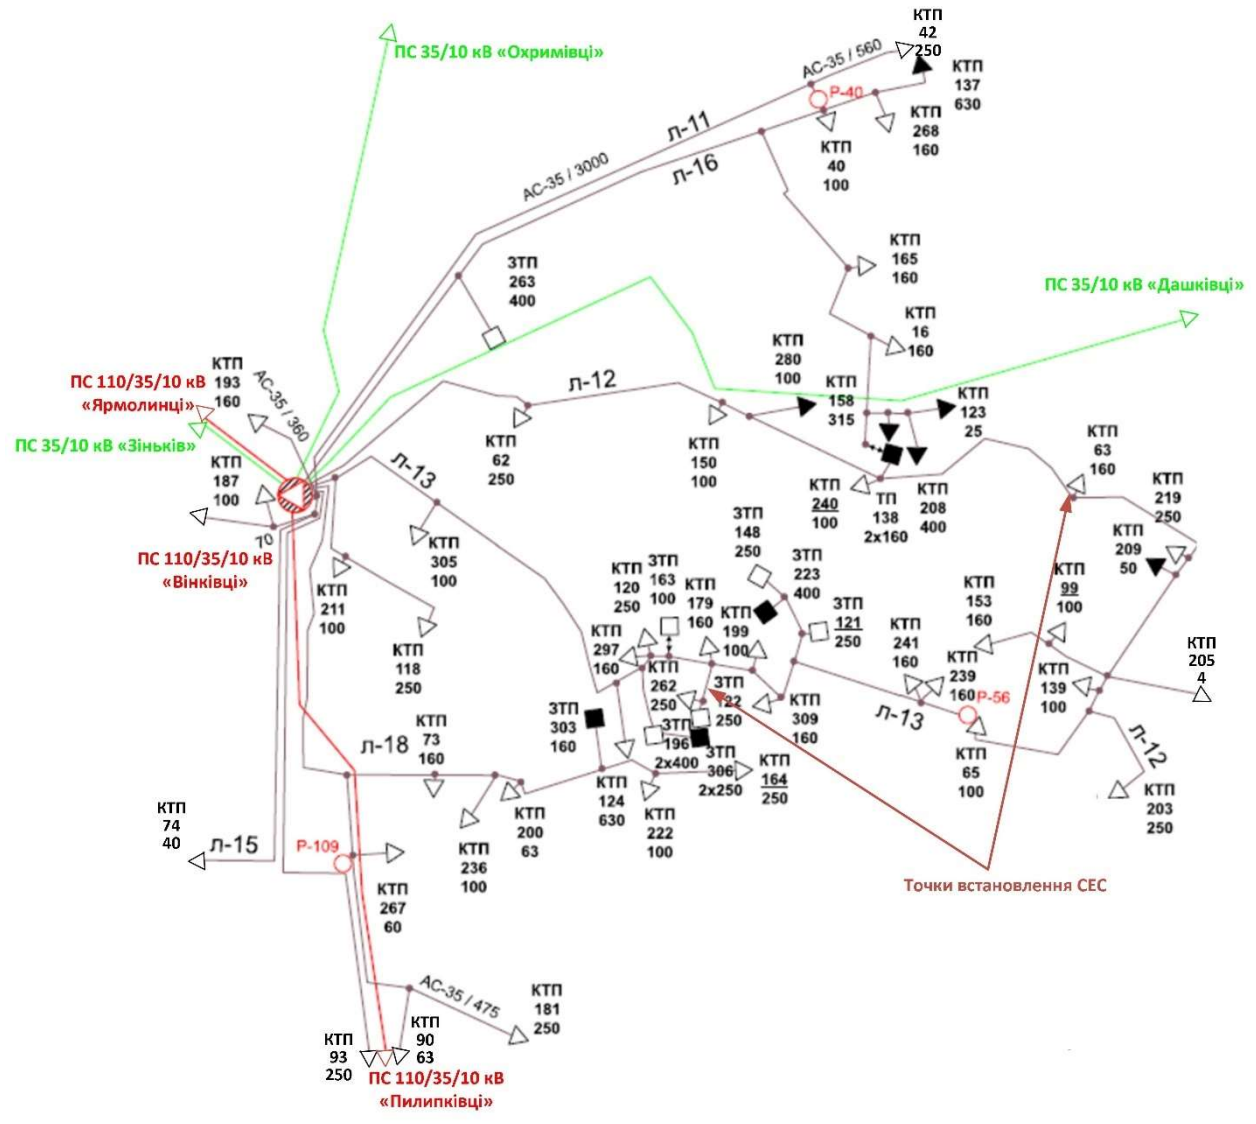 КТП
42
250
ПС 35/10 кВ «Охримівці»
АС-35 / 560
КТП
137
630
Р-40
л-11
КТП
268
160
КТП
40
100
АС-35 / 3000
л-16
КТП
165
160
ЗТП
263
400
ПС 35/10 кВ «Дашківці»
КТП
16
160
КТП
280
100
КТП
193
160
ПС 110/35/10 кВ
«Ярмолинці»
АС-35 / 360
л-12
КТП
158
315
КТП
123
25
ПС 35/10 кВ «Зіньків»
КТП
62
250
КТП
150
100
КТП
63
160
КТП
187
100
л-13
КТП
240
100
ТП
138
2х160
КТП
208
400
КТП
219
250
70
ПС 110/35/10 кВ
«Вінківці»
КТП
305
100
ЗТП
148
250
КТП
209
50
КТП
211
100
КТП
120
250
ЗТП
163
100
КТП
179
160
ЗТП
223
400
КТП
153
160
КТП
99
100
КТП
199
100
ЗТП
121
250
КТП
241
160
КТП
297
160
КТП
118
250
КТП
262
250
ЗТП
122
250
КТП
239
160
КТП
139
100
КТП
205
4
Р-56
КТП
309
160
л-13
ЗТП
303
160
КТП
73
160
л-18
ЗТП
196
2х400
ЗТП
306
2х250
КТП
164
250
КТП
65
100
л-12
КТП
203
250
КТП
124
630
КТП
200
63
КТП
222
100
КТП
74
40
л-15
Р-109
КТП
236
100
Точки встановлення СЕС
КТП
267
60
АС-35 / 475
КТП
181
250
КТП
93
250
КТП
90
63
ПС 110/35/10 кВ
«Пилипківці»